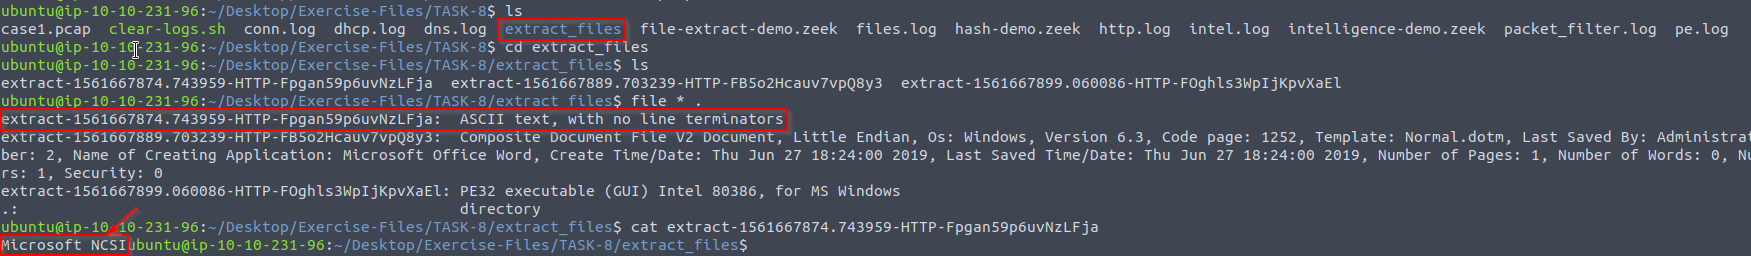 ubuntu@ip-10-10-231-96:~/Desktop/Exercise-Files/TASK-8$ ls
case1.pcap clear-logs.sh conn.log dhcp.log dns.log extract_files file-extract-demo.zeek files.log hash-demo.zeek http.log intel.log intelligence-demo.zeek packet_filter.log pe.log
ubuntu@ip-10-10-231-96:~/Desktop/Exercise-Files/TASK-8$ cd extract_files
ubuntu@ip-10-10-231-96:~/Desktop/Exercise-Files/TASK-8/extract_files$ ls
extract-1561667874.743959-HTTP-Fpgan59p6uvNzLFja extract-1561667889.703239-HTTP-FB5o2Hcauv7vpQ8y3 extract-1561667899.060086-HTTP-FOghls3WpIjKpvXaEl
ubuntu@ip-10-10-231-96:~/Desktop/Exercise-Files/TASK-8/extract_files$ file * .
extract-1561667874.743959-HTTP-Fpgan59p6uvNzLFja: ASCII text, with no line terminators
extract-1561667889.703239-HTTP-FB5o2Hcauv7vpQ8y3: Composite Document File V2 Document, Little Endian, Os: Windows, Version 6.3, Code page: 1252, Template: Normal.dotm, Last Saved By: Administrat
ber: 2, Name of Creating Application: Microsoft Office Word, Create Time/Date: Thu Jun 27 18:24:00 2019, Last Saved Time/Date: Thu Jun 27 18:24:00 2019, Number of Pages: 1, Number of Words: 0, Nu
rs: 1, Security: 0
extract-1561667899.060086-HTTP-FOghls3WpIjKpvXaEl: PE32 executable (GUI) Intel 80386, for MS Windows
.: directory
ubuntu@ip-10-10-231-96:~/Desktop/Exercise-Files/TASK-8/extract_files$ cat extract-1561667874.743959-HTTP-Fpgan59p6uvNzLFja
Microsoft NCSIubuntu@ip-10-10-231-96:~/Desktop/Exercise-Files/TASK-8/extract_files$